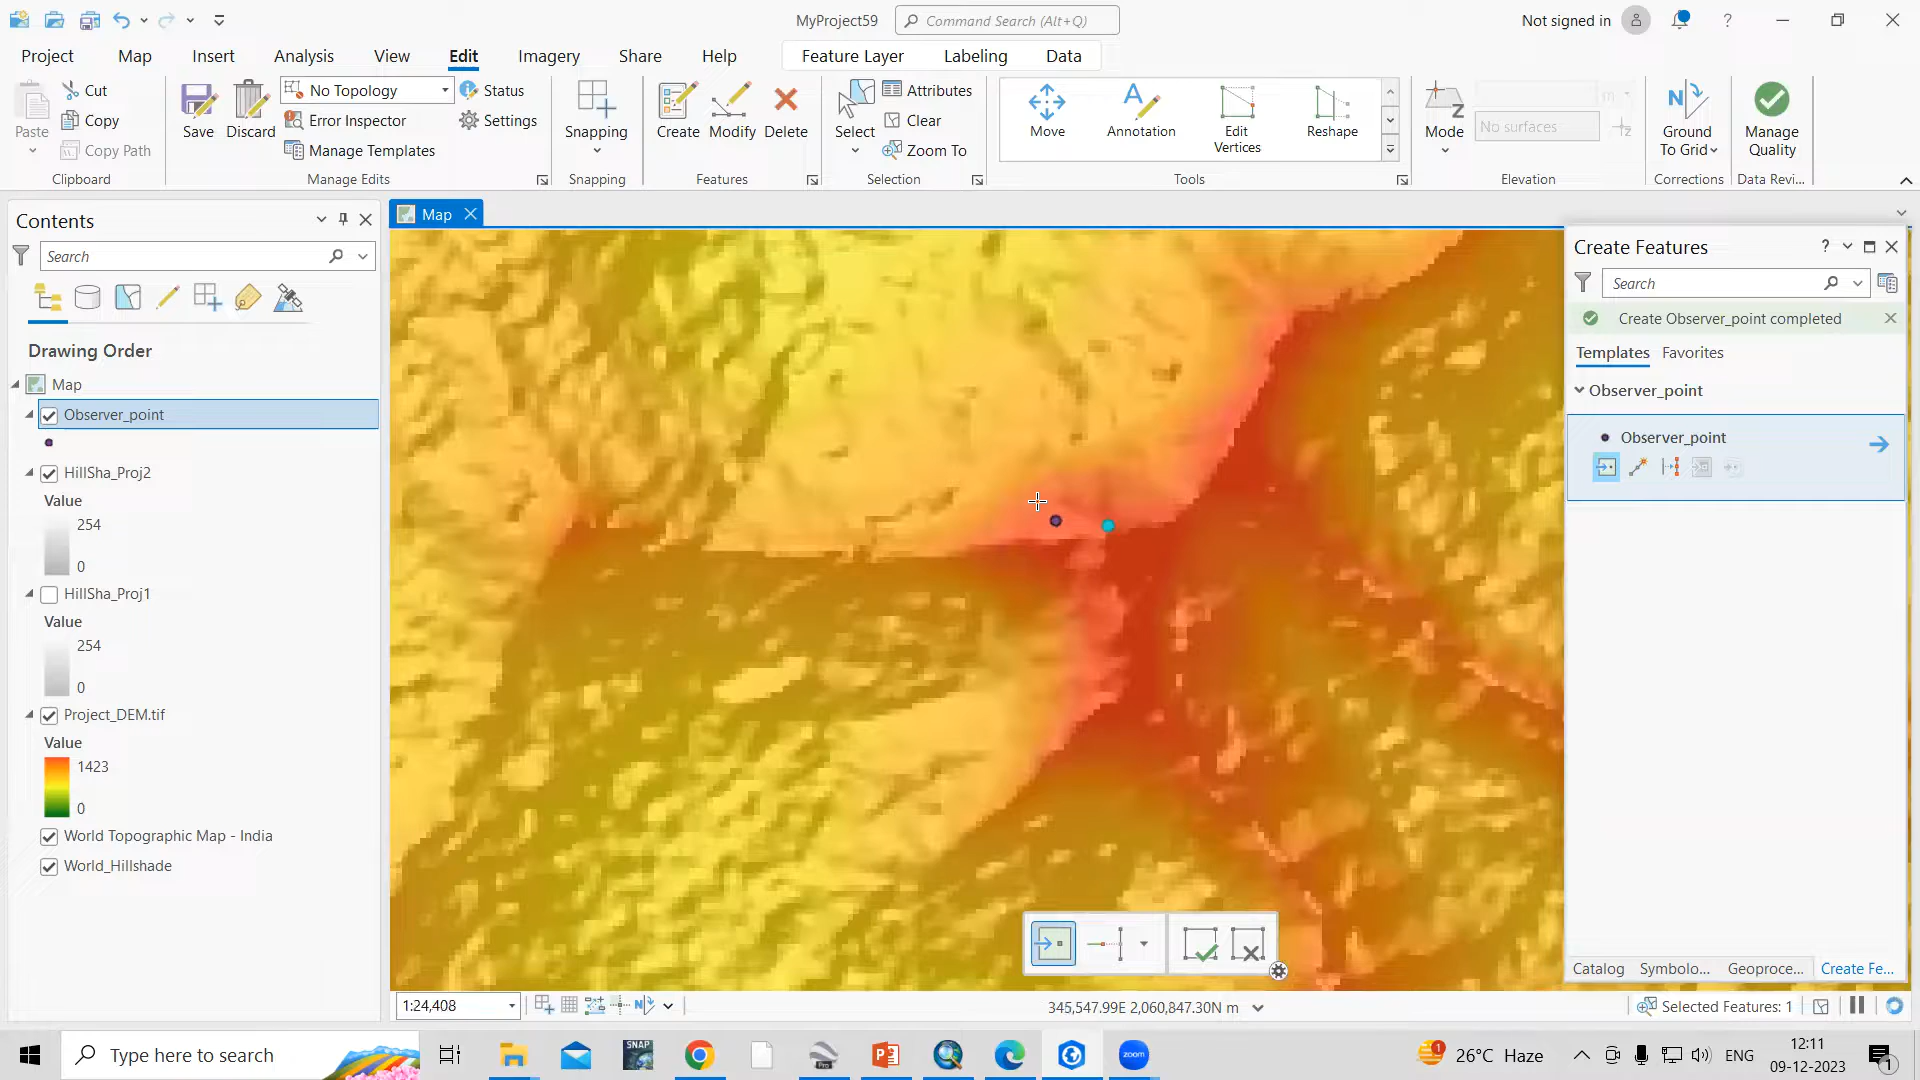 MyProject59
Command Search (Alt+Q)
Not signed in
?
Project
Map
Insert
Analysis
View
Edit
Imagery
Share
Help
Feature Layer
Labeling
Data
Paste
Cut
Copy
Copy Path
Clipboard
Save
Discard
No Topology
Error Inspector
Manage Templates
Status
Settings
Manage Edits
Snapping
Snapping
Create
Modify
Delete
Features
Select
Attributes
Clear
Zoom To
Selection
Move
Annotation
Edit
Vertices
Reshape
Tools
Mode
m
No surfaces
Elevation
Ground
To Grid
Corrections
Manage
Quality
Data Revi...
Contents
Search
Drawing Order
Map
Observer_point
HillSha_Proj2
Value
254
0
HillSha_Proj1
Value
254
0
Project_DEM.tif
Value
1423
0
World Topographic Map - India
World_Hillshade
Map
Create Features
?
Search
Create Observer_point completed
Templates
Favorites
Observer_point
Observer_point
Catalog
Symbolo...
Geoproce...
Create Fe...
1:24,408
345,547.99E 2,060,847.30N m
Selected Features: 1
Type here to search
SNAP
Pro
zoom
1
26°C Haze
ENG
12:11
09-12-2023
1